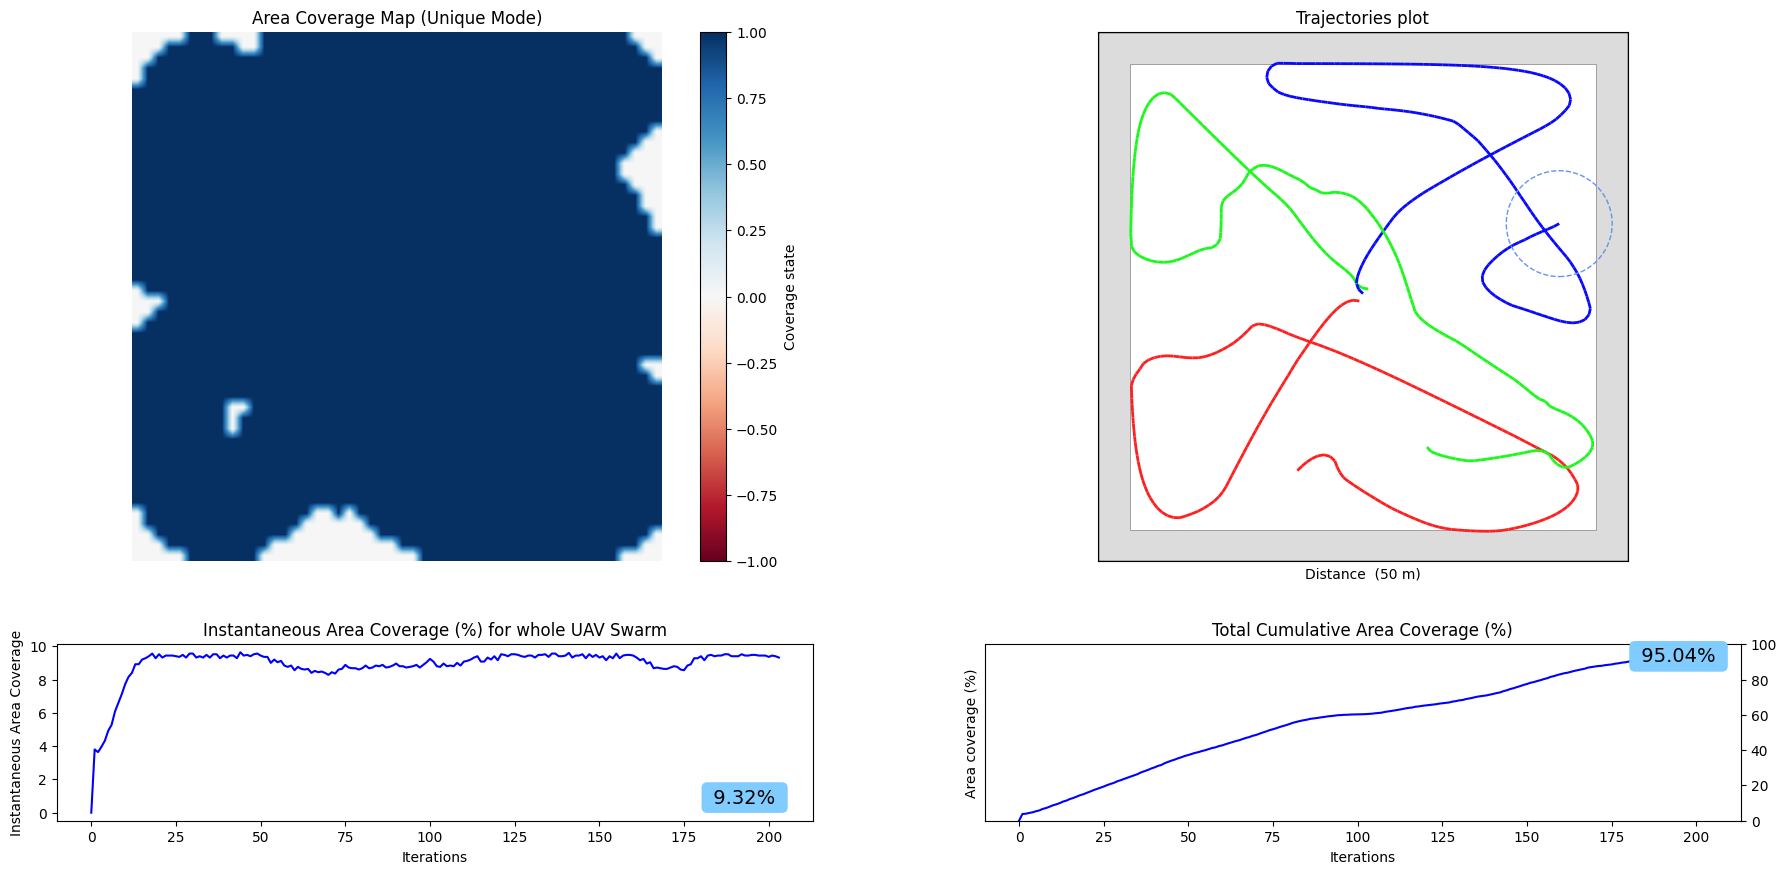 Area Coverage Map (Unique Mode)
1.00
0.75
0.50
0.25
0.00
−0.25
−0.50
−0.75
−1.00
Coverage state
Trajectories plot
Distance  (50 m)
Instantaneous Area Coverage (%) for whole UAV Swarm
Instantaneous Area Coverage
10
8
6
4
2
0
9.32%
0 25 50 75 100 125 150 175 200
Iterations
Total Cumulative Area Coverage (%)
Area coverage (%)
95.04%
100
80
60
40
20
0
0 25 50 75 100 125 150 175 200
Iterations